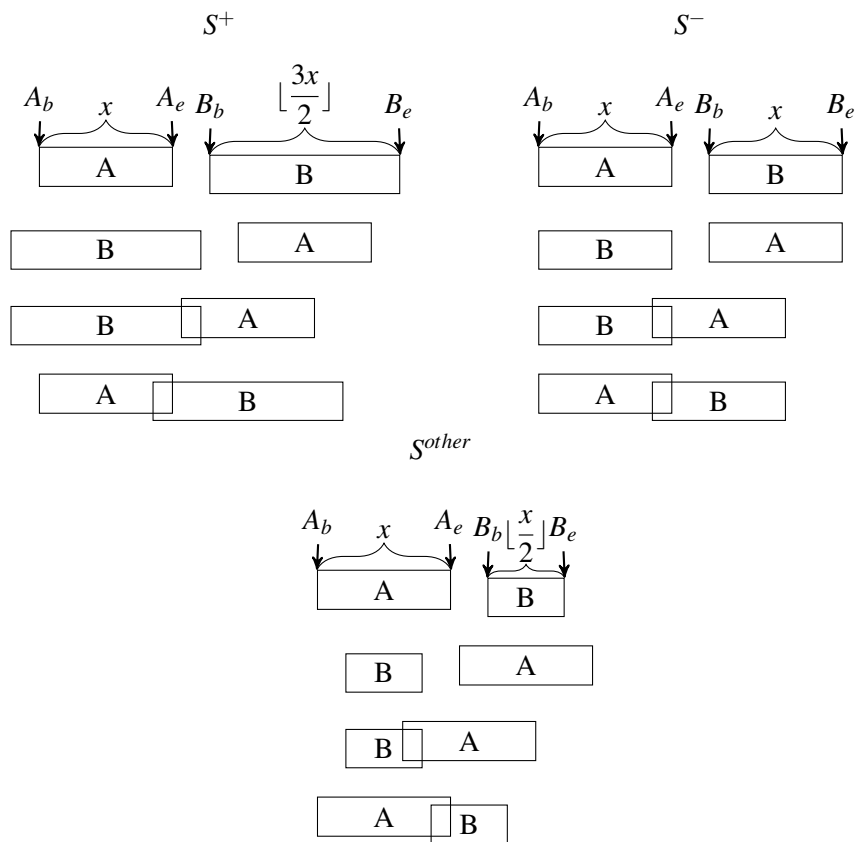 S⁺ S⁻
A_b x A_e B_b ⌊3x/2⌋ B_e A_b x A_e B_b x B_e
A B A B
B A B A
B A B A
A B A B
S^other
A_b x A_e B_b ⌊x/2⌋ B_e
A B
B A
B A
A B